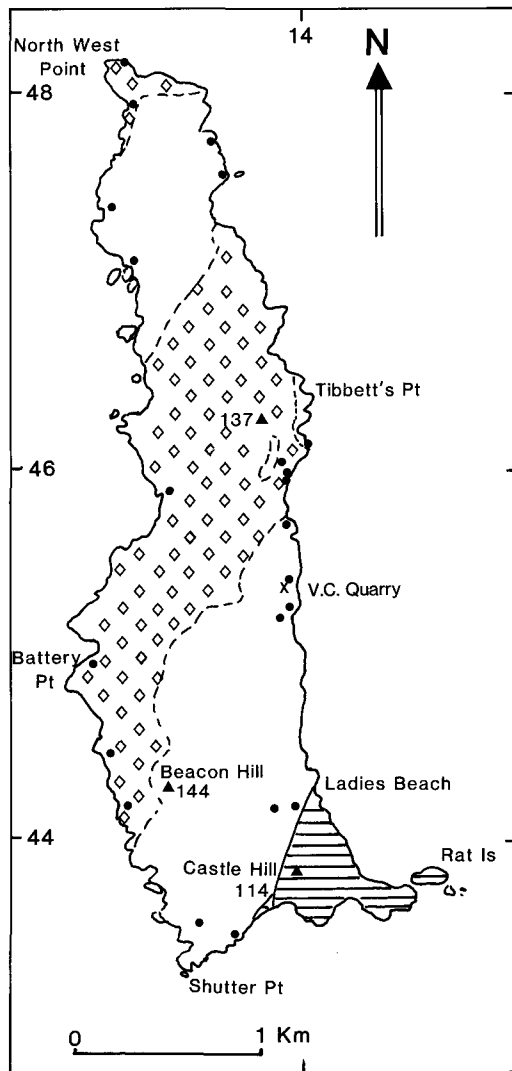 14
North West
Point
N
48
Tibbett's Pt
137
46
x V.C. Quarry
Battery
Pt
Beacon Hill
144
Ladies Beach
44
Castle Hill
114
Rat Is
Shutter Pt
0 1 Km